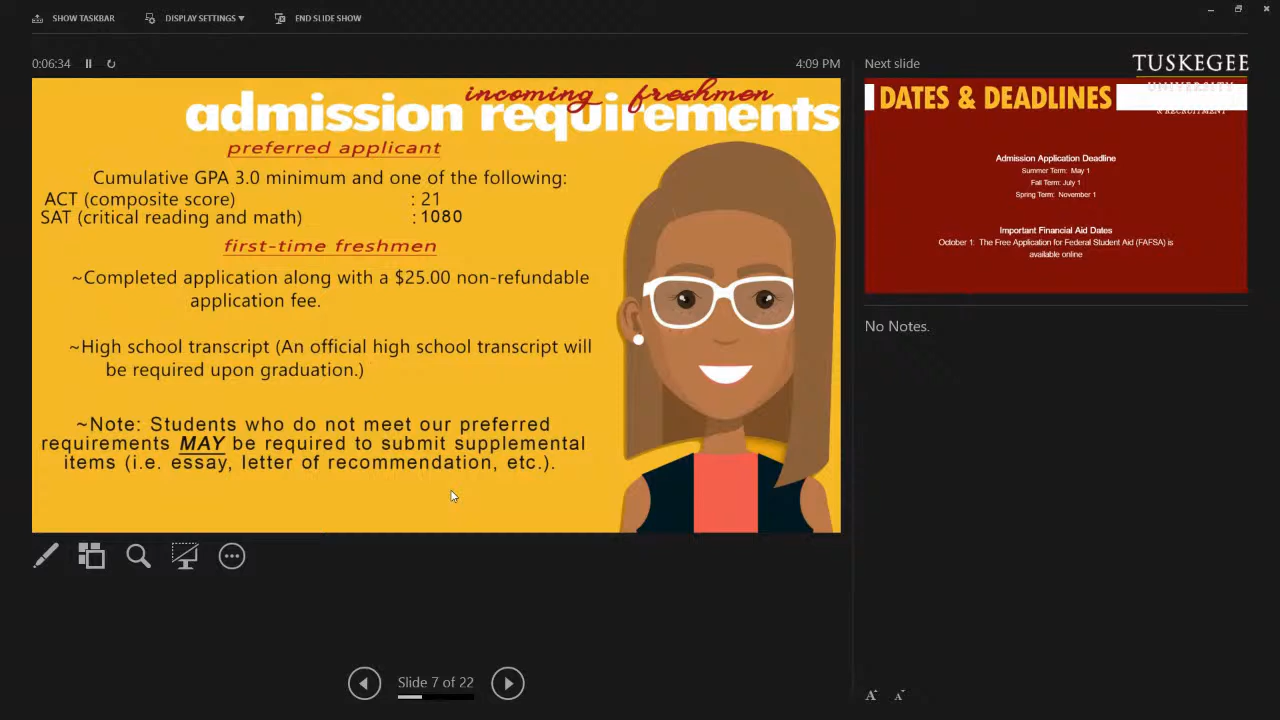 SHOW TASKBAR
DISPLAY SETTINGS ▼
END SLIDE SHOW
0:06:34
4:09 PM
incoming freshmen
admission requirements
preferred applicant
Cumulative GPA 3.0 minimum and one of the following:
ACT (composite score) : 21
SAT (critical reading and math) : 1080
first-time freshmen
~Completed application along with a $25.00 non-refundable
application fee.
~High school transcript (An official high school transcript will
be required upon graduation.)
~Note: Students who do not meet our preferred
requirements MAY be required to submit supplemental
items (i.e. essay, letter of recommendation, etc.).
Slide 7 of 22
Next slide
TUSKEGEE
UNIVERSITY
& RECRUITMENT
DATES & DEADLINES
Admission Application Deadline
Summer Term: May 1
Fall Term: July 1
Spring Term: November 1
Important Financial Aid Dates
October 1: The Free Application for Federal Student Aid (FAFSA) is
available online
No Notes.
A A